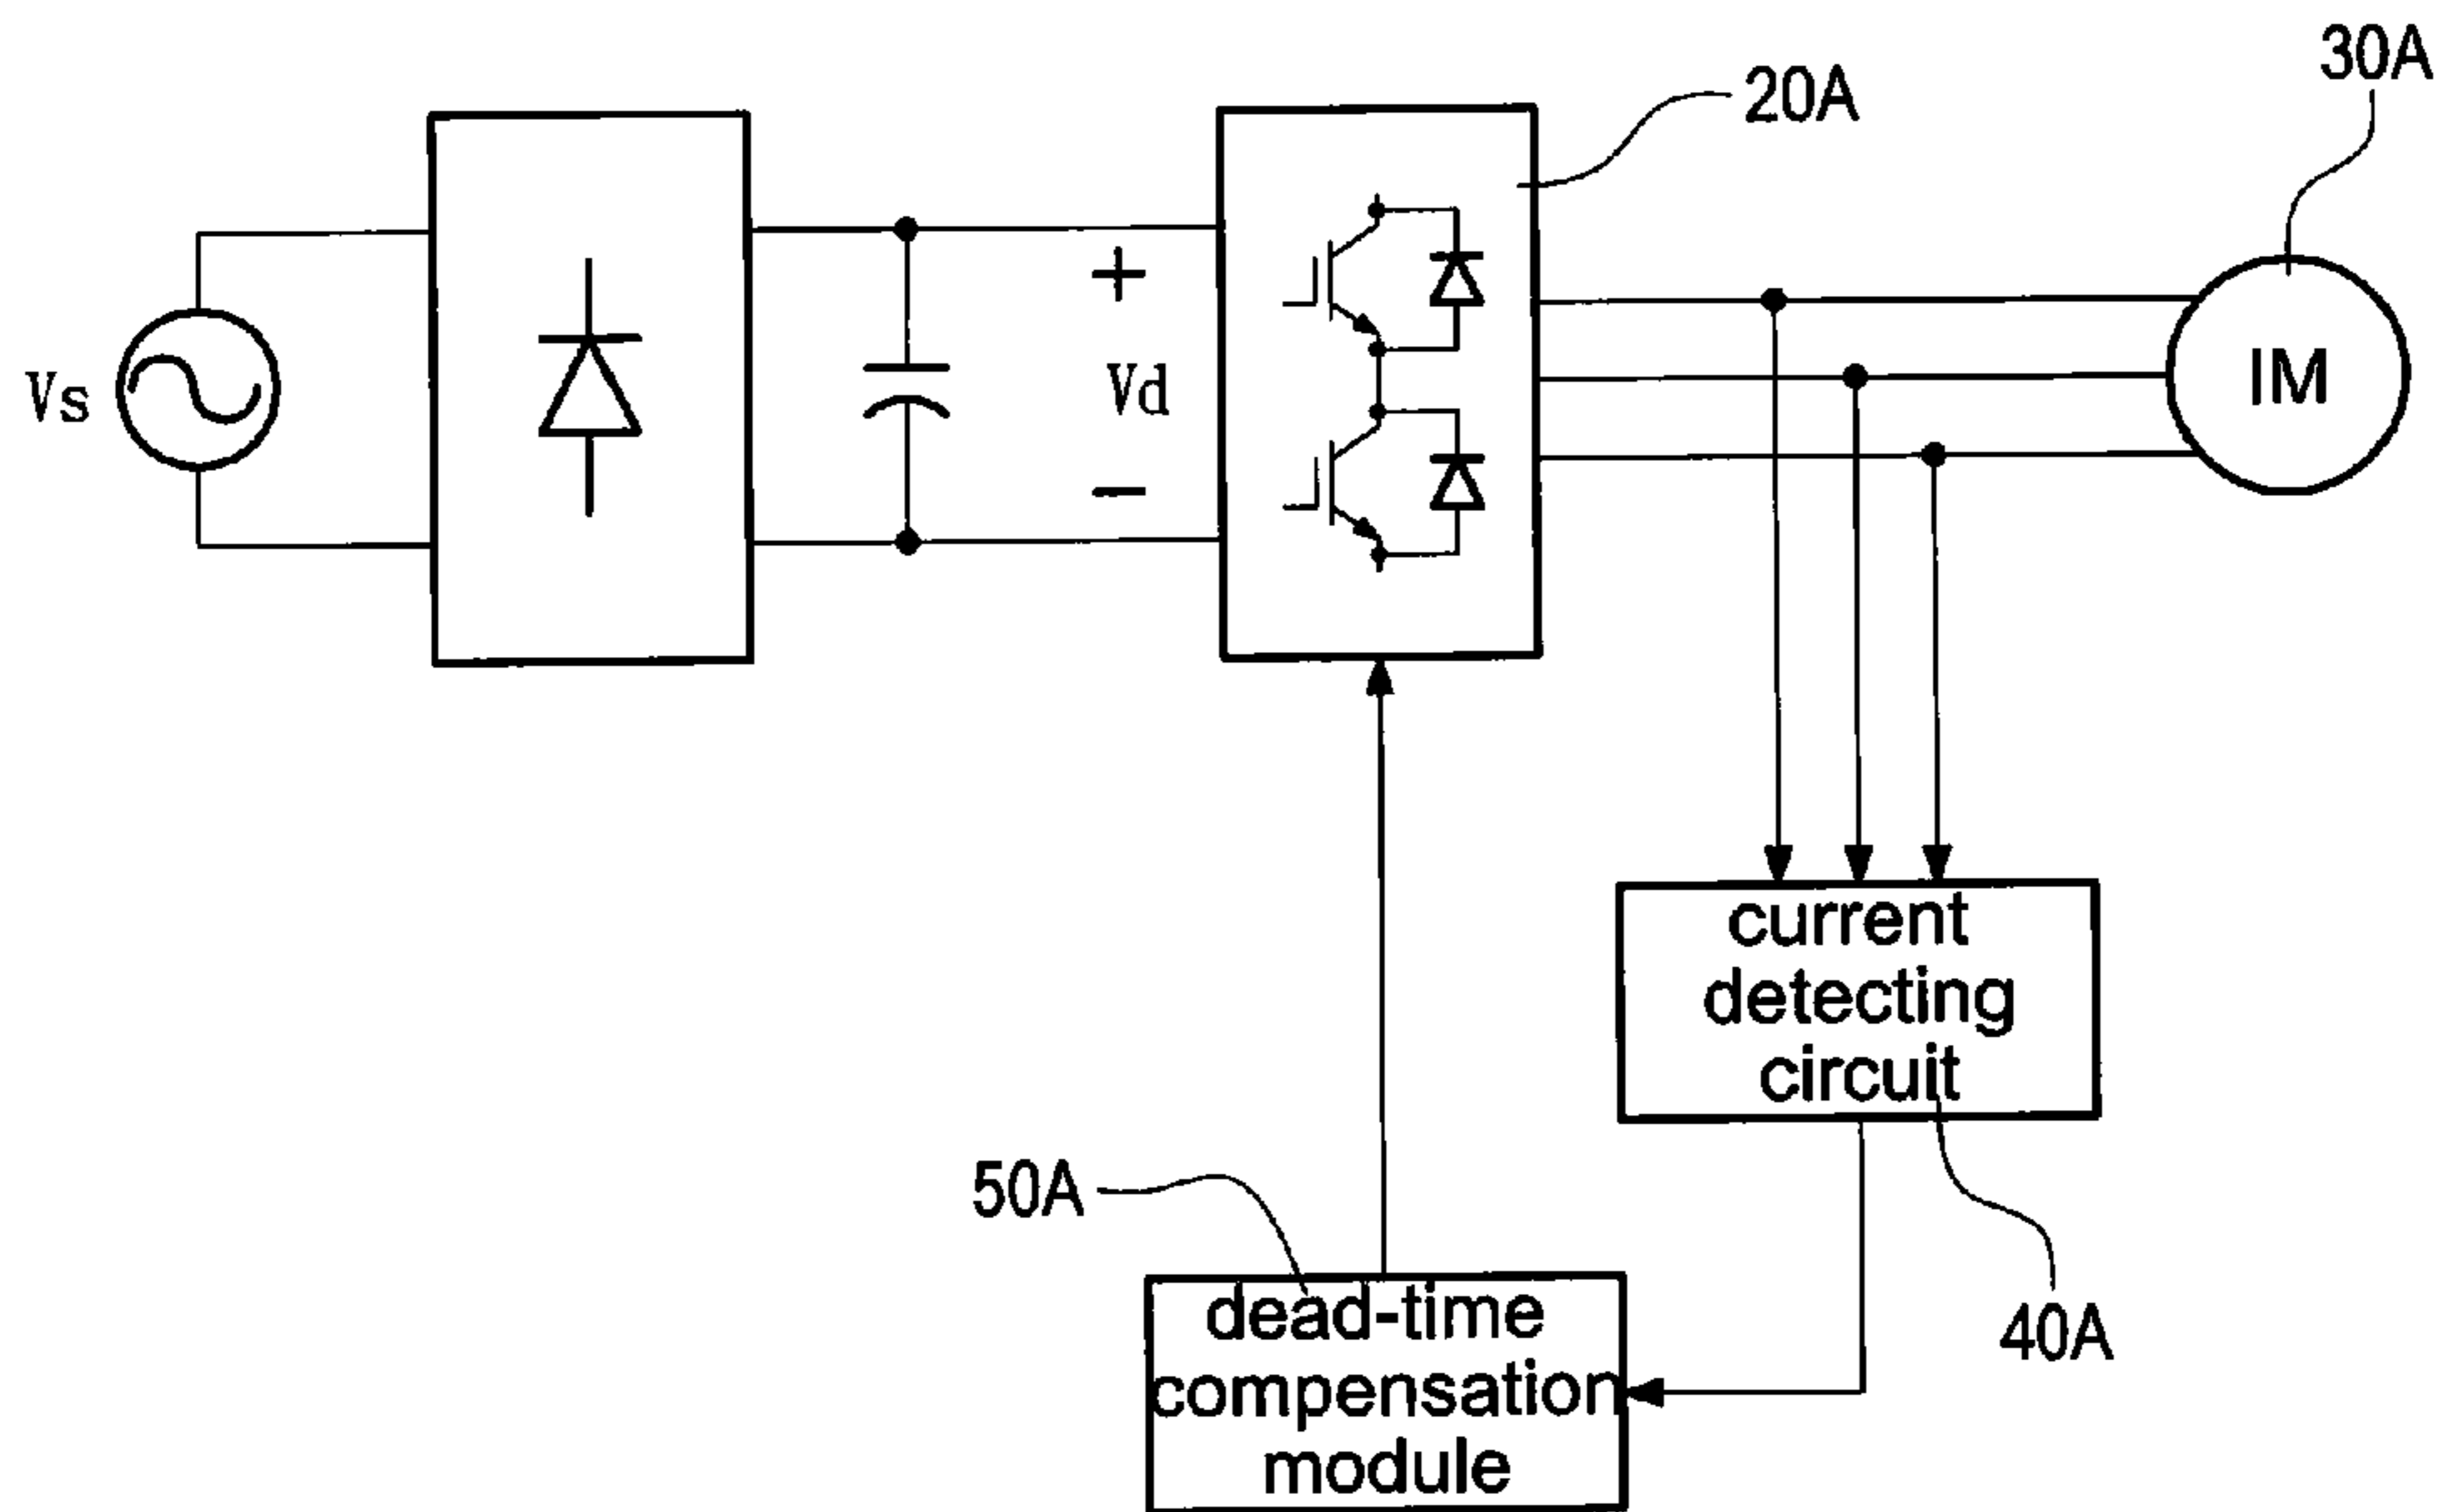 30A
20A
+
Vs
Vd
IM
−
current
detecting
circuit
50A
40A
dead-time
compensation
module